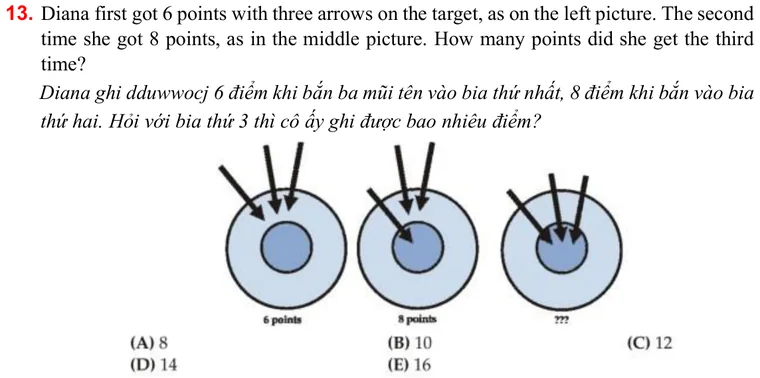 13. Diana first got 6 points with three arrows on the target, as on the left picture. The second
time she got 8 points, as in the middle picture. How many points did she get the third
time?
Diana ghi dduwwocj 6 điểm khi bắn ba mũi tên vào bia thứ nhất, 8 điểm khi bắn vào bia
thứ hai. Hỏi với bia thứ 3 thì cô ấy ghi được bao nhiêu điểm?
6 points 8 points ???
(A) 8 (B) 10 (C) 12
(D) 14 (E) 16